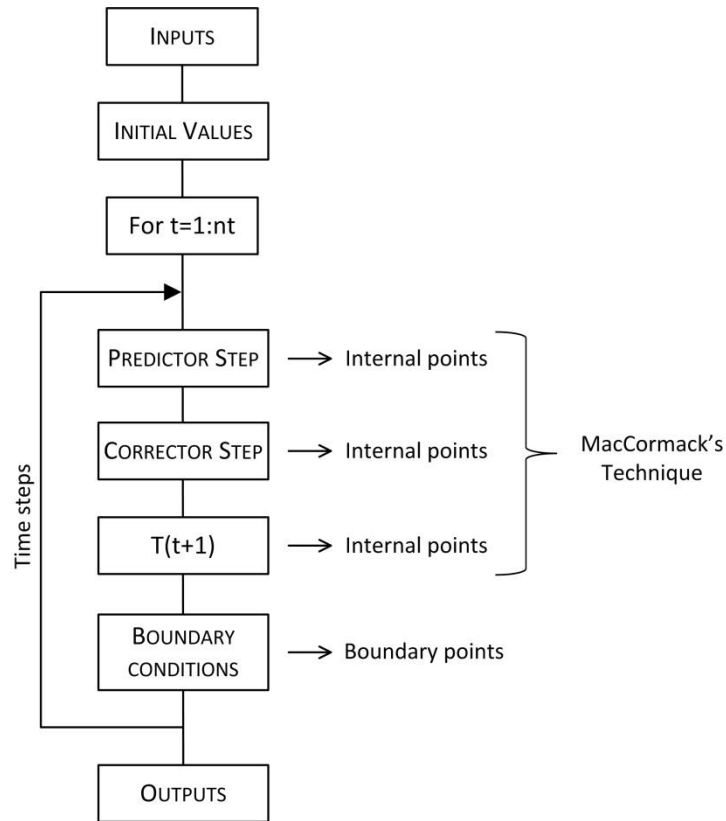 INPUTS
INITIAL VALUES
For t=1:nt
PREDICTOR STEP
Internal points
CORRECTOR STEP
Internal points
MacCormack's
Technique
T(t+1)
Internal points
Time steps
BOUNDARY
CONDITIONS
Boundary points
OUTPUTS